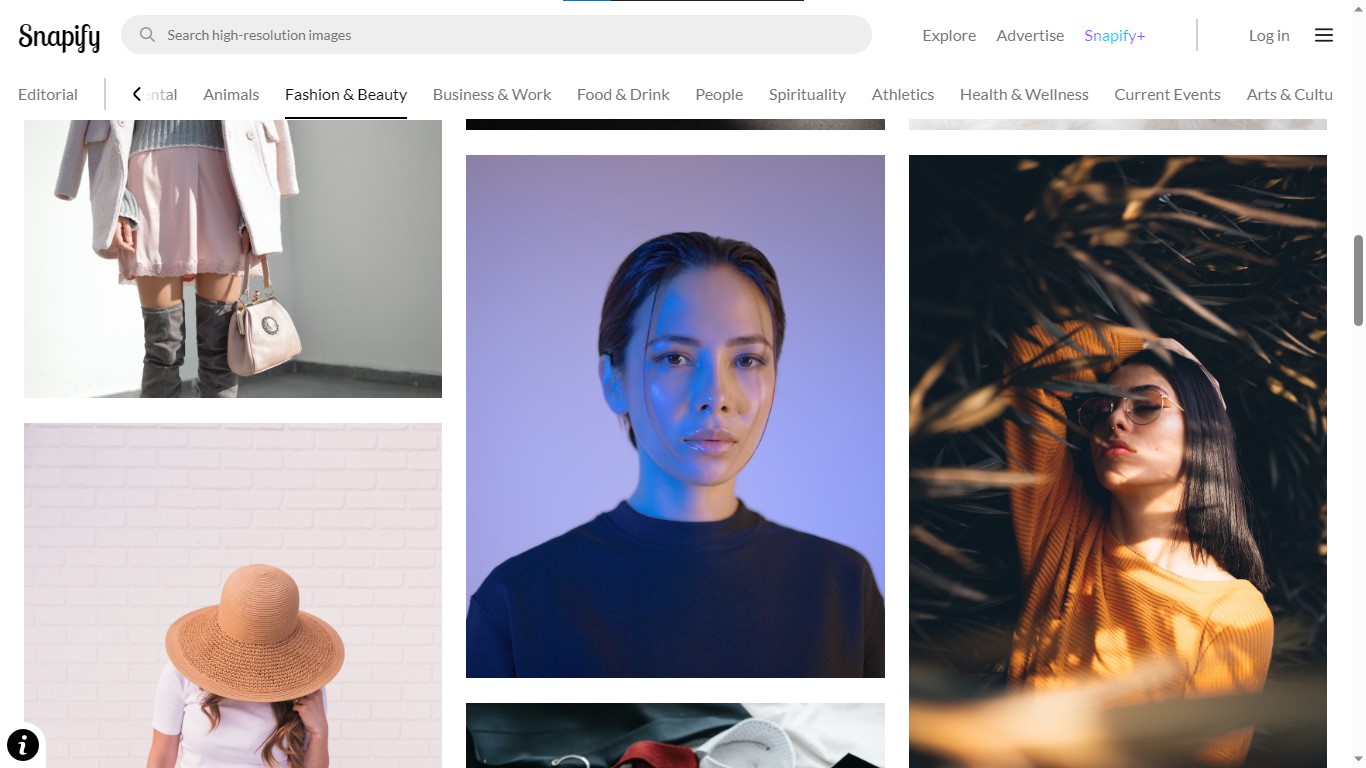 Snapify
Search high-resolution images
Explore
Advertise
Snapify+
Log in
Editorial
ental
Animals
Fashion & Beauty
Business & Work
Food & Drink
People
Spirituality
Athletics
Health & Wellness
Current Events
Arts & Cultu
i